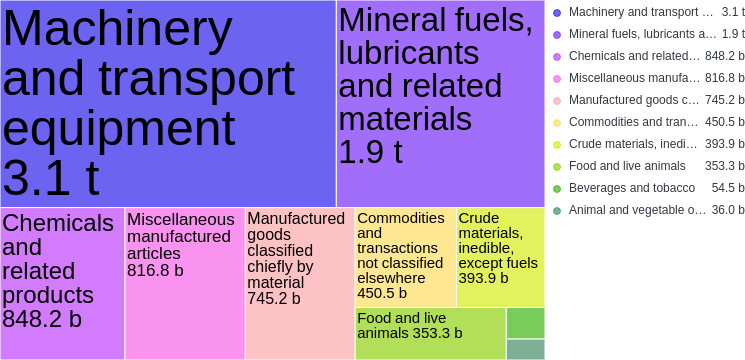 Machinery
and transport
equipment
3.1 t
Mineral fuels,
lubricants
and related
materials
1.9 t
Chemicals
and
related
products
848.2 b
Miscellaneous
manufactured
articles
816.8 b
Manufactured
goods
classified
chiefly by
material
745.2 b
Commodities
and
transactions
not classified
elsewhere
450.5 b
Crude
materials,
inedible,
except fuels
393.9 b
Food and live
animals 353.3 b
Machinery and transport … 3.1 t
Mineral fuels, lubricants a… 1.9 t
Chemicals and related… 848.2 b
Miscellaneous manufa… 816.8 b
Manufactured goods c… 745.2 b
Commodities and tran… 450.5 b
Crude materials, inedi… 393.9 b
Food and live animals 353.3 b
Beverages and tobacco 54.5 b
Animal and vegetable o… 36.0 b